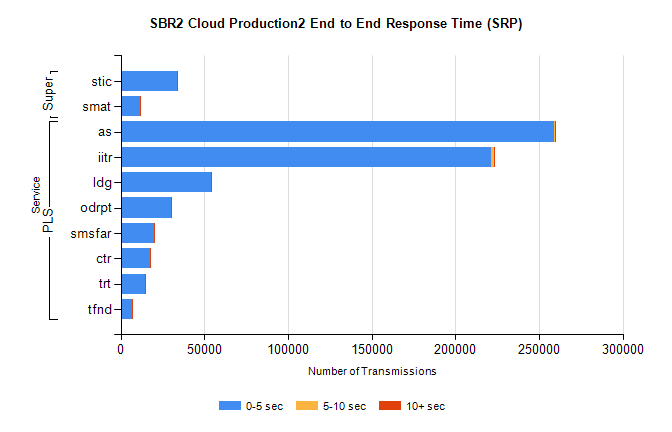 SBR2 Cloud Production2 End to End Response Time (SRP)
Service
Super
PLS
stic
smat
as
iitr
ldg
odrpt
smsfar
ctr
trt
tfnd
0 50000 100000 150000 200000 250000 300000
Number of Transmissions
0-5 sec 5-10 sec 10+ sec